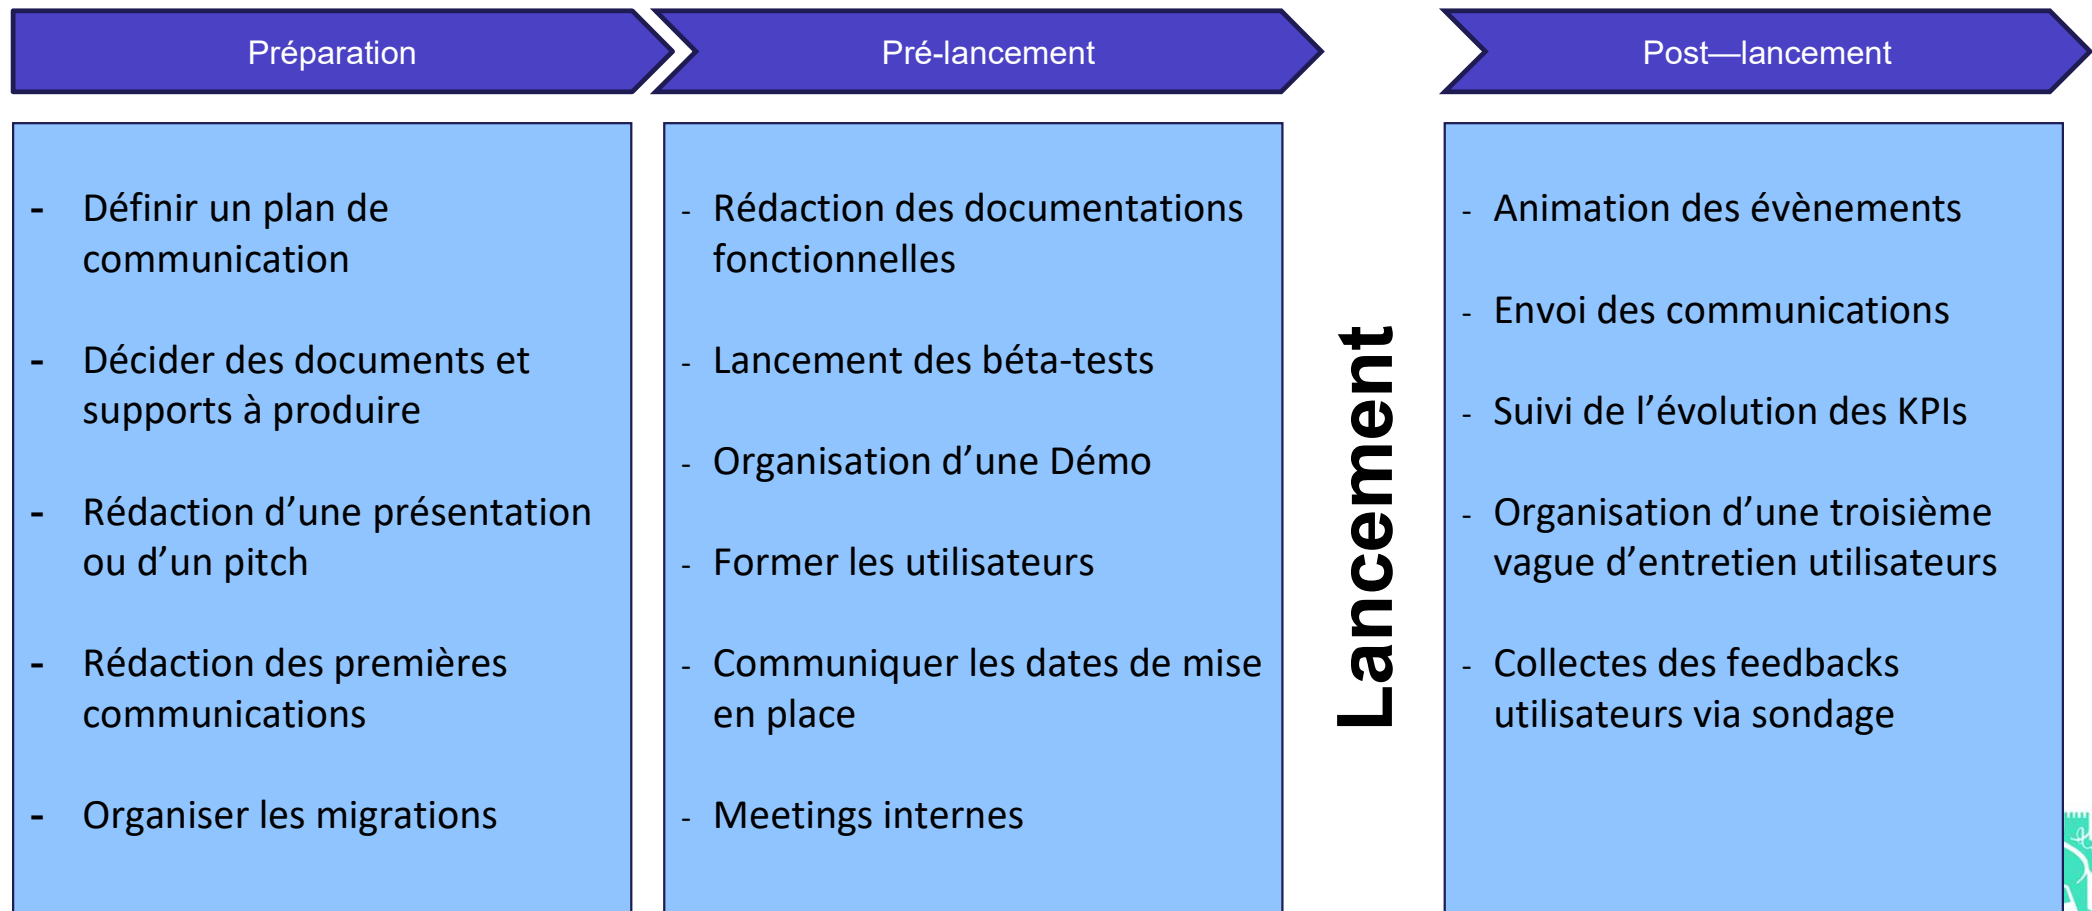 Préparation
Pré-lancement
Post—lancement
- Définir un plan de
communication
- Décider des documents et
supports à produire
- Rédaction d’une présentation
ou d’un pitch
- Rédaction des premières
communications
- Organiser les migrations
- Rédaction des documentations
fonctionnelles
- Lancement des béta-tests
- Organisation d’une Démo
- Former les utilisateurs
- Communiquer les dates de mise
en place
- Meetings internes
Lancement
- Animation des évènements
- Envoi des communications
- Suivi de l’évolution des KPIs
- Organisation d’une troisième
vague d’entretien utilisateurs
- Collectes des feedbacks
utilisateurs via sondage